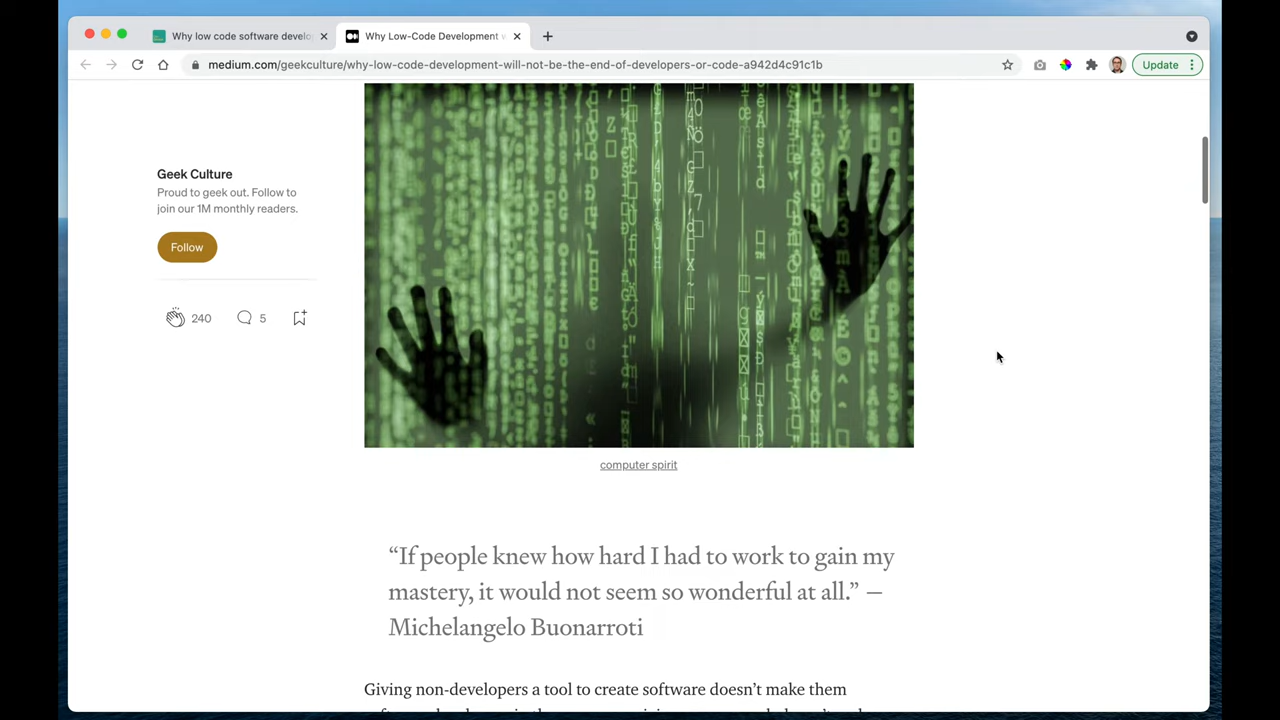 Why low code software develo
Why Low-Code Development w
medium.com/geekculture/why-low-code-development-will-not-be-the-end-of-developers-or-code-a942d4c91c1b
Update
Geek Culture
Proud to geek out. Follow to
join our 1M monthly readers.
Follow
240
5
computer spirit
“If people knew how hard I had to work to gain my
mastery, it would not seem so wonderful at all.” —
Michelangelo Buonarroti
Giving non-developers a tool to create software doesn’t make them